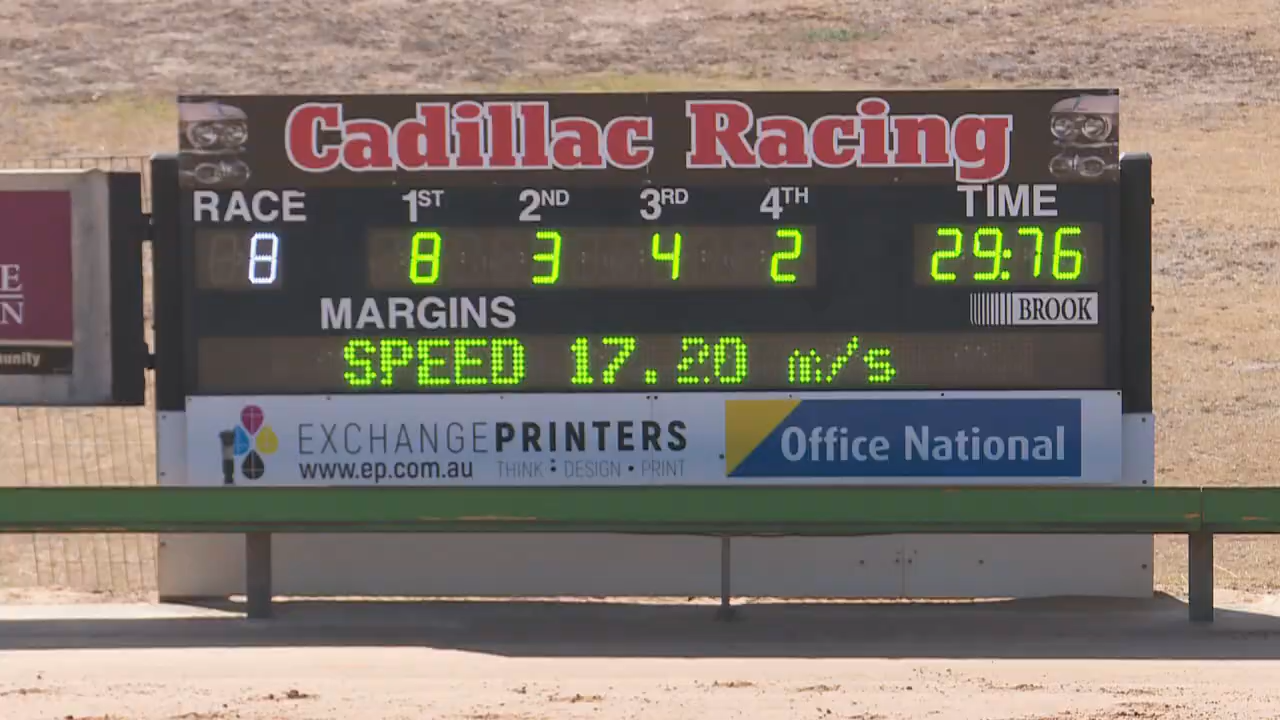 Cadillac Racing
RACE 1ST 2ND 3RD 4TH TIME
8 8 3 4 2 29:76
MARGINS
BROOK
SPEED 17.20 m/s
EXCHANGEPRINTERS
www.ep.com.au THINK : DESIGN • PRINT
Office National
E
N
unity